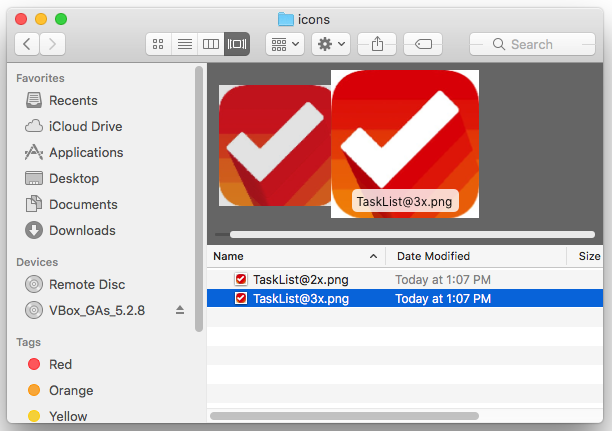 icons
Search
Favorites
Recents
iCloud Drive
Applications
Desktop
Documents
Downloads
Devices
Remote Disc
VBox_GAs_5.2.8
Tags
Red
Orange
Yellow
TaskList@3x.png
Name Date Modified Size
TaskList@2x.png Today at 1:07 PM
TaskList@3x.png Today at 1:07 PM